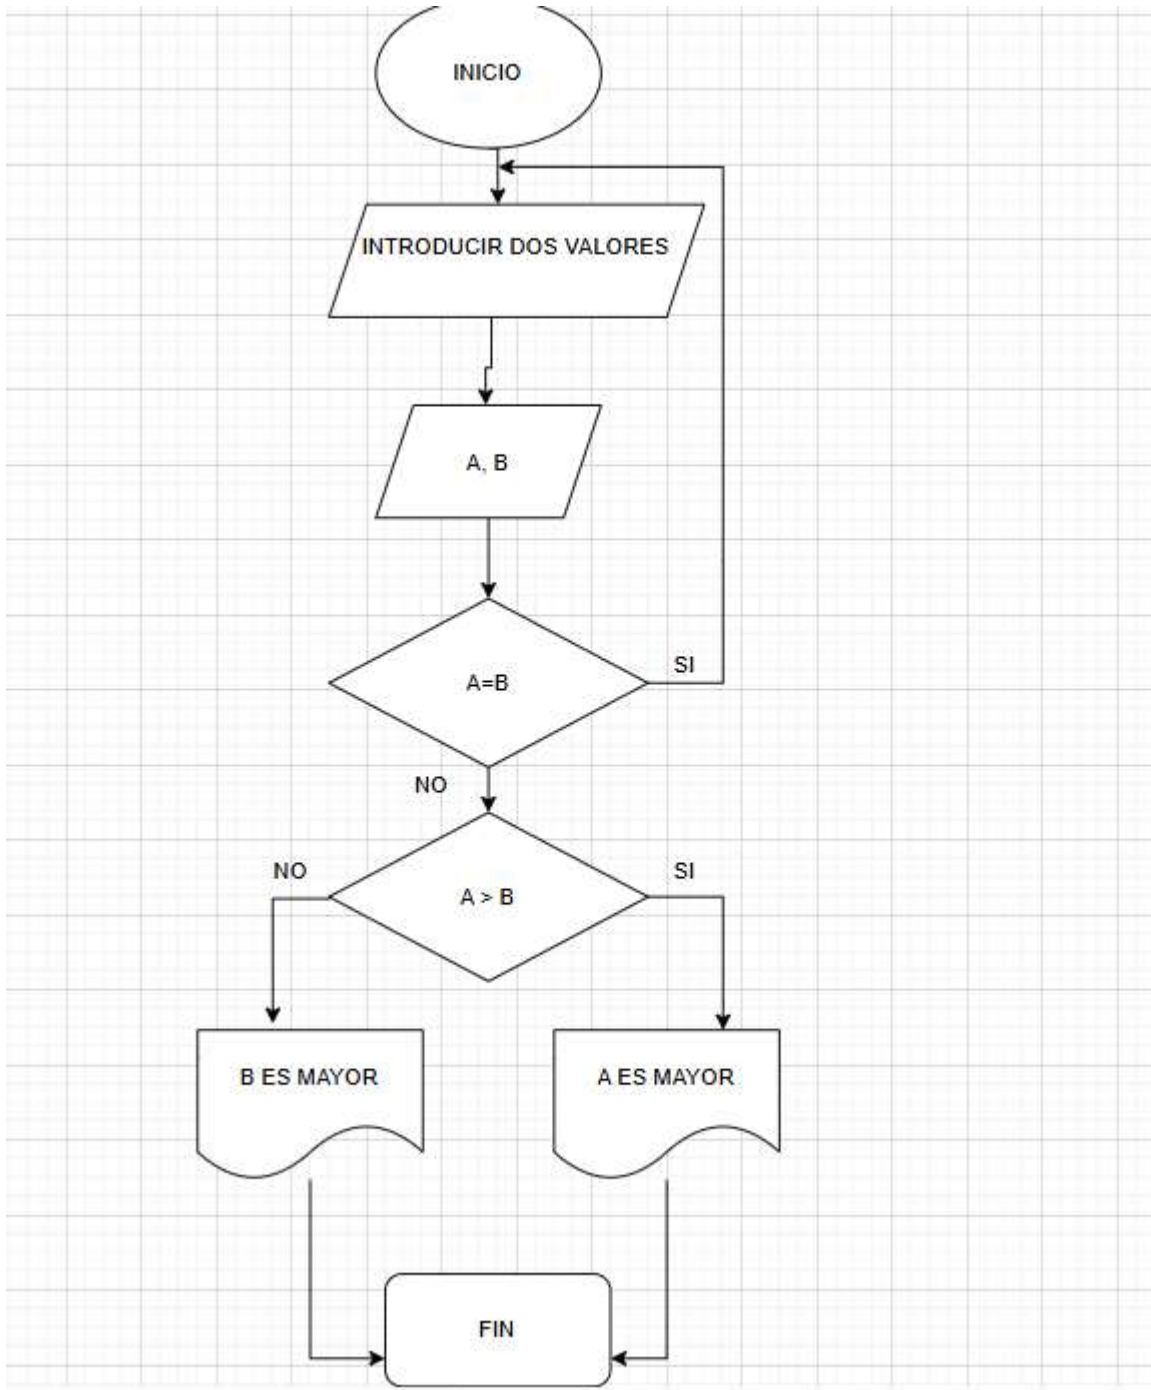 INICIO
INTRODUCIR DOS VALORES
A, B
A=B
SI
NO
NO
A > B
SI
B ES MAYOR
A ES MAYOR
FIN